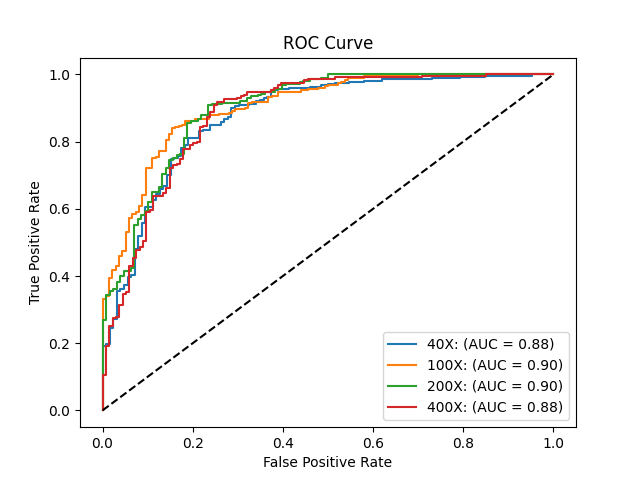 ROC Curve
True Positive Rate
1.0
0.8
0.6
0.4
0.2
0.0
0.0 0.2 0.4 0.6 0.8 1.0
False Positive Rate
40X: (AUC = 0.88)
100X: (AUC = 0.90)
200X: (AUC = 0.90)
400X: (AUC = 0.88)